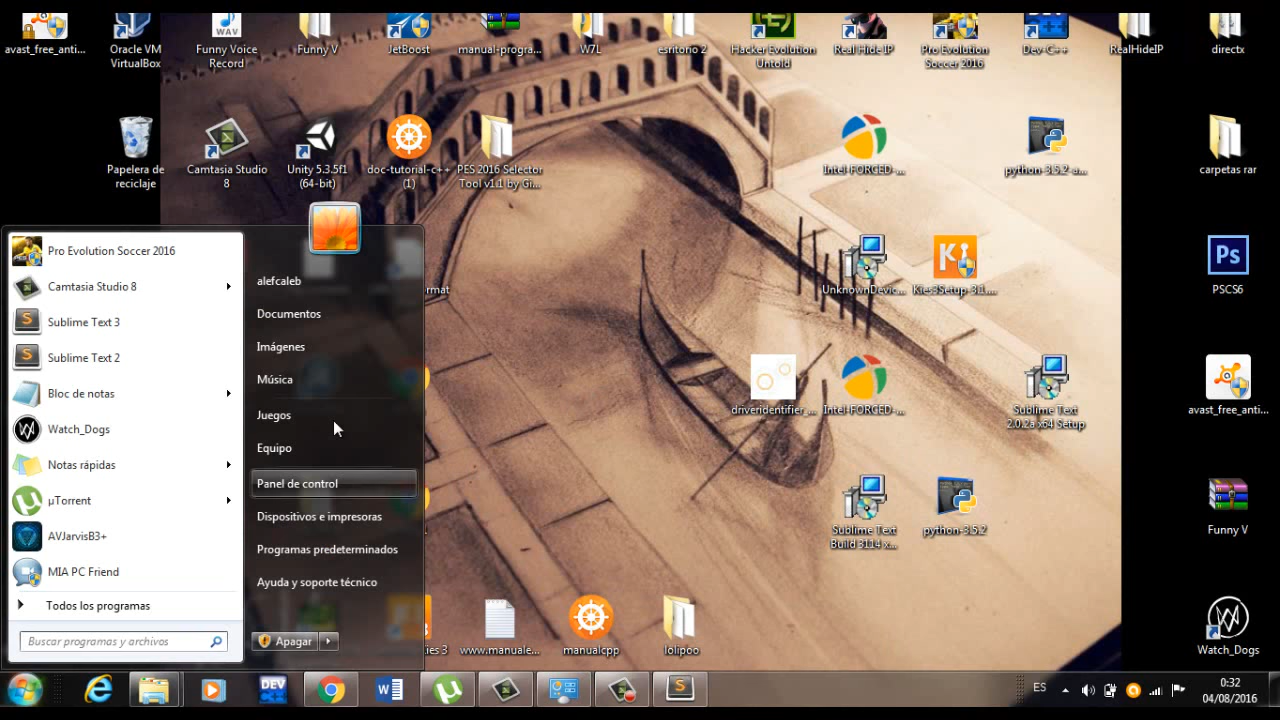 avast_free_anti...
Oracle VM
VirtualBox
Funny Voice
Record
Funny V
JetBoost
manual-progra...
W7L
esritorio 2
Hacker Evolution
Untold
Real Hide IP
Pro Evolution
Soccer 2016
Dev-C++
RealHideIP
directx
Papelera de
reciclaje
Camtasia Studio
8
Unity 5.3.5f1
(64-bit)
doc-tutorial-c++
(1)
PES 2016 Selector
Tool v1.1 by Gi...
Intel-FORCED-...
python-3.5.2-a...
carpetas rar
Pro Evolution Soccer 2016
Camtasia Studio 8
Sublime Text 3
Sublime Text 2
Bloc de notas
Watch_Dogs
Notas rápidas
µTorrent
AVJarvisB3+
MIA PC Friend
Todos los programas
Buscar programas y archivos
alefcaleb
Documentos
Imágenes
Música
Juegos
Equipo
Panel de control
Dispositivos e impresoras
Programas predeterminados
Ayuda y soporte técnico
Apagar
ormat
UnknownDevic...
Kies3Setup-3.1....
Ps
PSCS6
driveridentifier_...
Intel-FORCED-...
Sublime Text
2.0.2a x64 Setup
avast_free_anti...
Sublime Text
Build 3114 x...
python-3.5.2
Funny V
ies 3
www.manuale...
manualcpp
lolipoo
Watch_Dogs
DEV
ES
0:32
04/08/2016